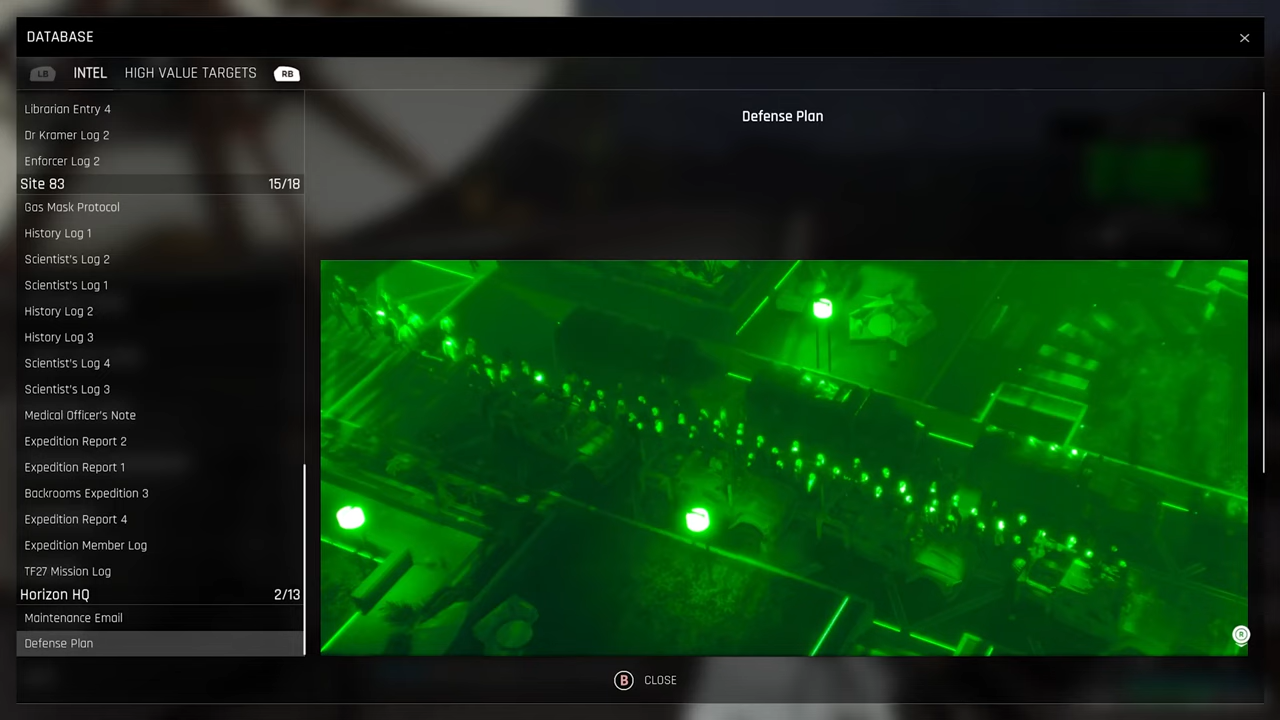 DATABASE
LB INTEL HIGH VALUE TARGETS RB
Librarian Entry 4
Dr Kramer Log 2
Enforcer Log 2
Site 83 15/18
Gas Mask Protocol
History Log 1
Scientist's Log 2
Scientist's Log 1
History Log 2
History Log 3
Scientist's Log 4
Scientist's Log 3
Medical Officer's Note
Expedition Report 2
Expedition Report 1
Backrooms Expedition 3
Expedition Report 4
Expedition Member Log
TF27 Mission Log
Horizon HQ 2/13
Maintenance Email
Defense Plan
Defense Plan
R
B CLOSE